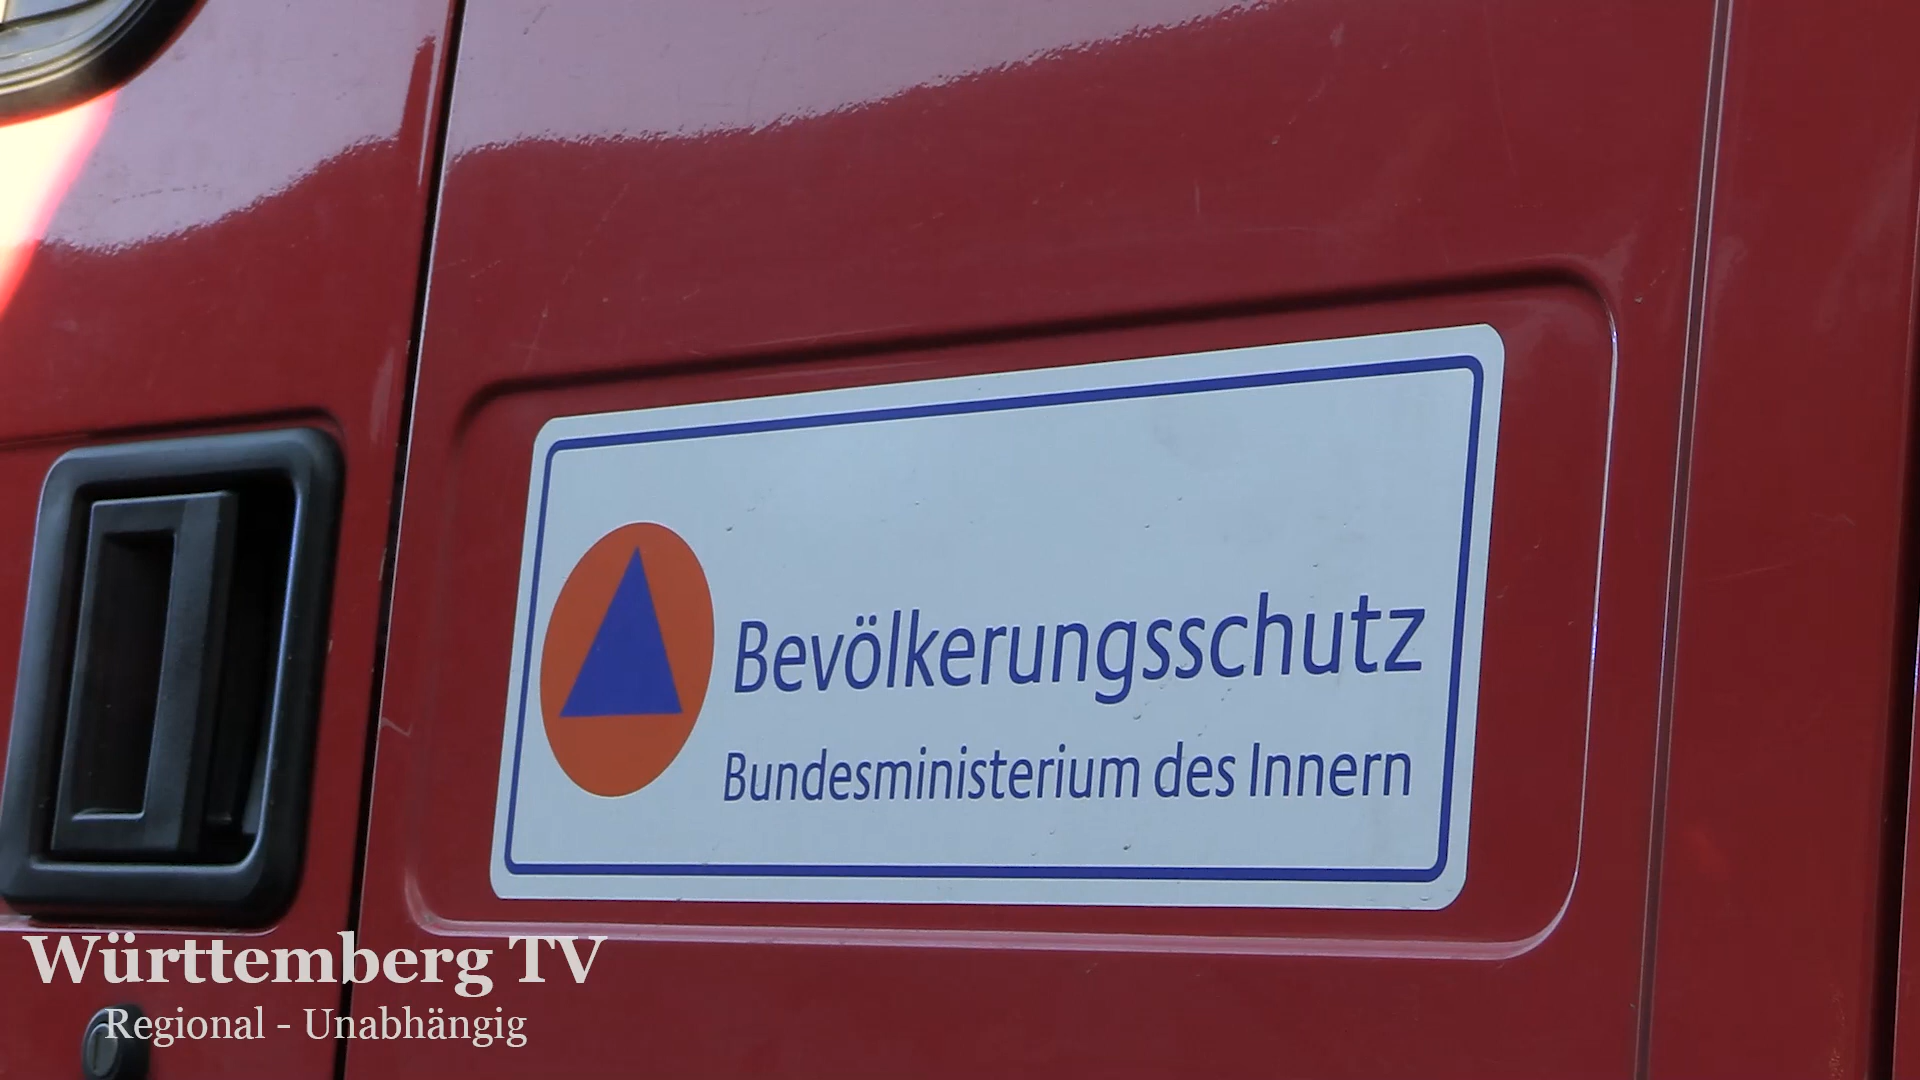 Bevölkerungsschutz
Bundesministerium des Innern
Württemberg TV
Regional - Unabhängig